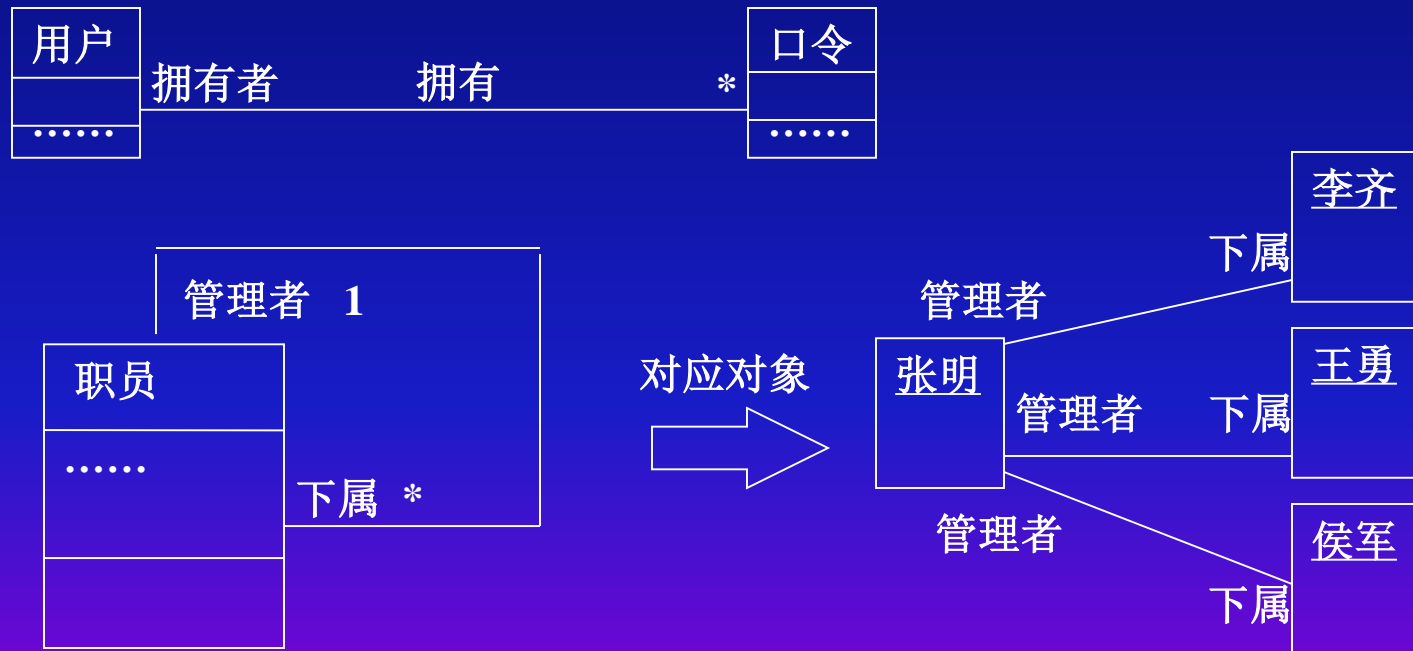 用户
……
拥有者
拥有
*
口令
……
管理者 1
职员
……
下属 *
对应对象
张明
管理者
下属
李齐
管理者
下属
王勇
管理者
下属
侯军